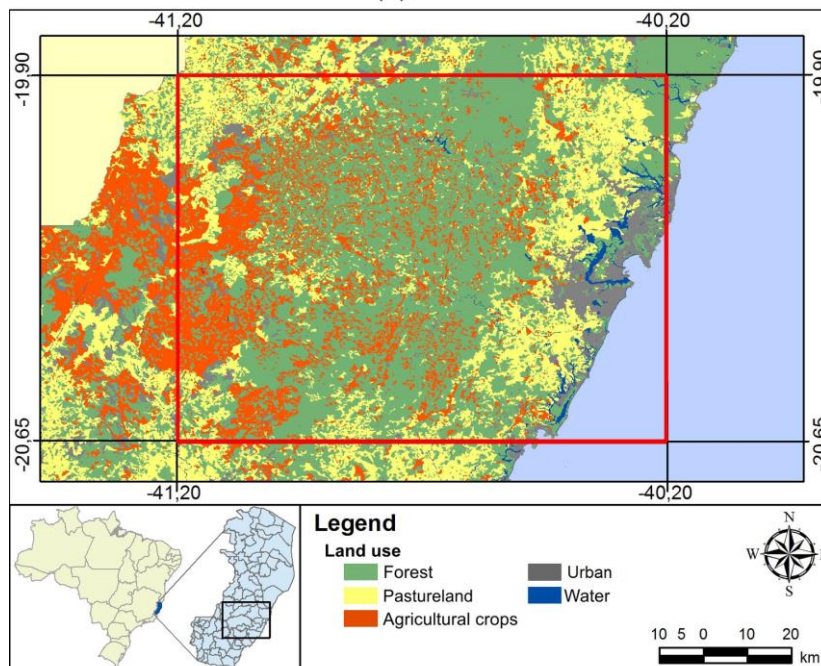 -41,20 -40,20
-19.90 -19.90
-20.65 -20.65
-41,20 -40,20
Legend
Land use
Forest
Pastureland
Agricultural crops
Urban
Water
N
W
S
10 5 0 10 20
km